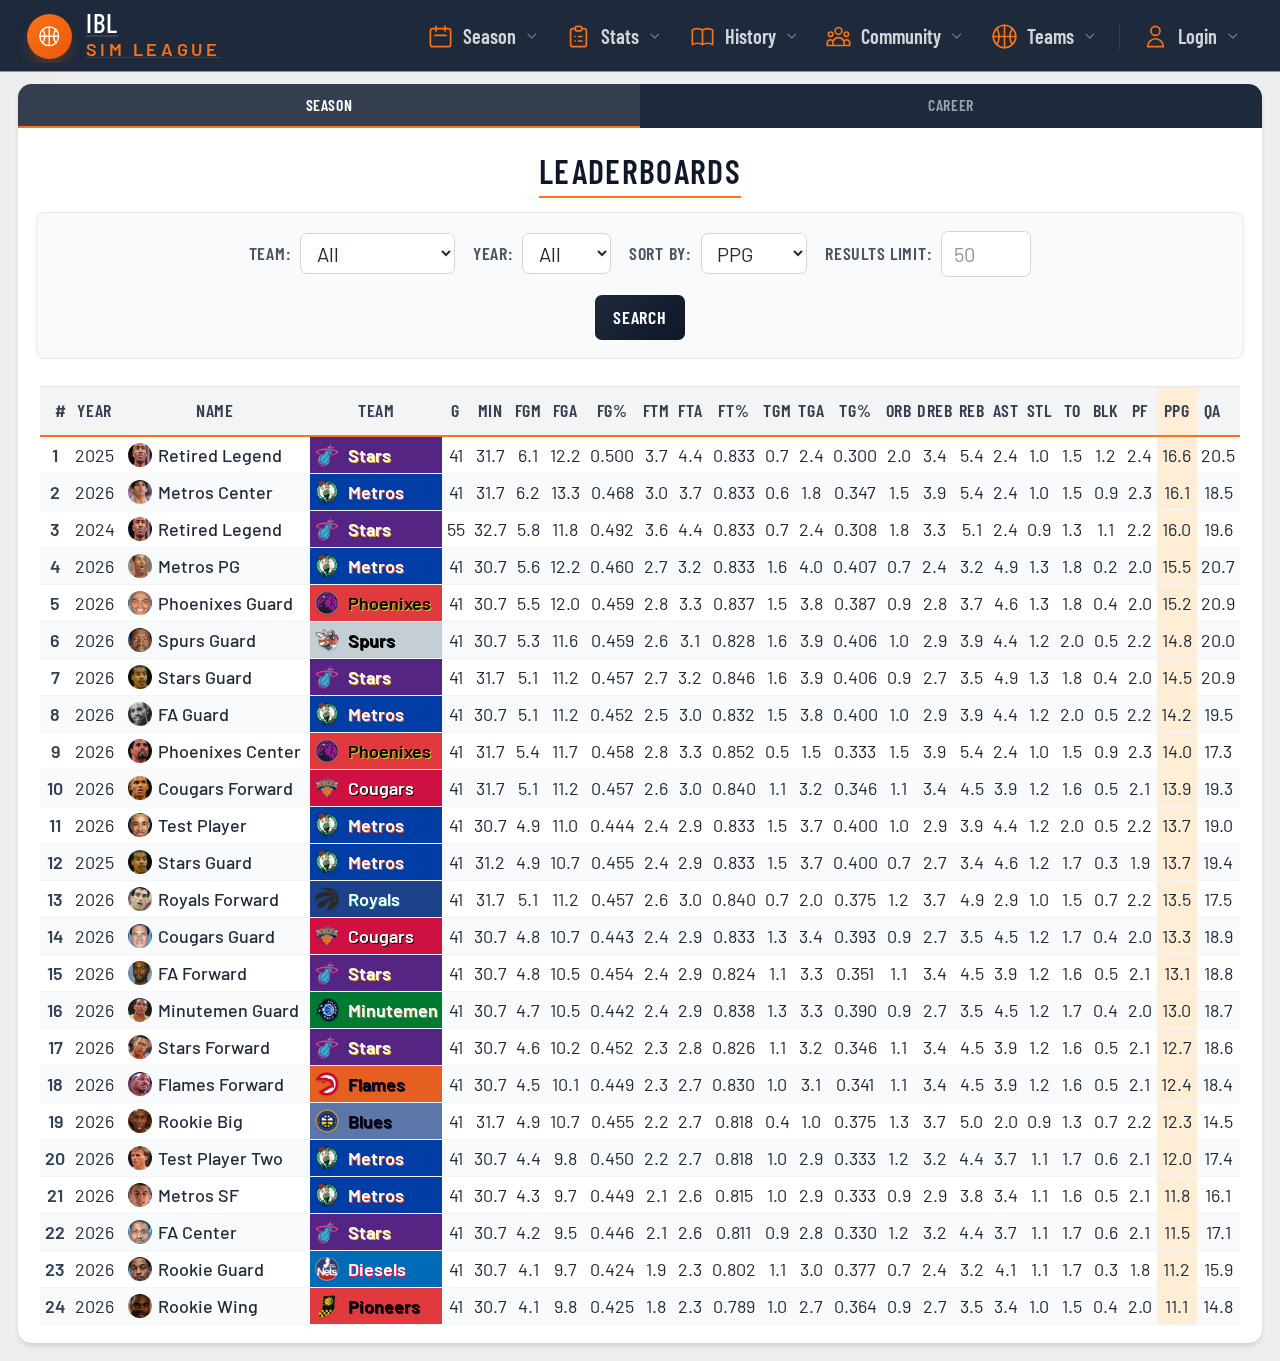 IBL
SIM LEAGUE
Season
Stats
History
Community
Teams
Login
SEASON
CAREER
LEADERBOARDS
TEAM: All YEAR: All SORT BY: PPG RESULTS LIMIT: 50
SEARCH
# YEAR NAME TEAM G MIN FGM FGA FG% FTM FTA FT% TGM TGA TG% ORB DREB REB AST STL TO BLK PF PPG QA
1 2025 Retired Legend Stars 41 31.7 6.1 12.2 0.500 3.7 4.4 0.833 0.7 2.4 0.300 2.0 3.4 5.4 2.4 1.0 1.5 1.2 2.4 16.6 20.5
2 2026 Metros Center Metros 41 31.7 6.2 13.3 0.468 3.0 3.7 0.833 0.6 1.8 0.347 1.5 3.9 5.4 2.4 1.0 1.5 0.9 2.3 16.1 18.5
3 2024 Retired Legend Stars 55 32.7 5.8 11.8 0.492 3.6 4.4 0.833 0.7 2.4 0.308 1.8 3.3 5.1 2.4 0.9 1.3 1.1 2.2 16.0 19.6
4 2026 Metros PG Metros 41 30.7 5.6 12.2 0.460 2.7 3.2 0.833 1.6 4.0 0.407 0.7 2.4 3.2 4.9 1.3 1.8 0.2 2.0 15.5 20.7
5 2026 Phoenixes Guard Phoenixes 41 30.7 5.5 12.0 0.459 2.8 3.3 0.837 1.5 3.8 0.387 0.9 2.8 3.7 4.6 1.3 1.8 0.4 2.0 15.2 20.9
6 2026 Spurs Guard Spurs 41 30.7 5.3 11.6 0.459 2.6 3.1 0.828 1.6 3.9 0.406 1.0 2.9 3.9 4.4 1.2 2.0 0.5 2.2 14.8 20.0
7 2026 Stars Guard Stars 41 31.7 5.1 11.2 0.457 2.7 3.2 0.846 1.6 3.9 0.406 0.9 2.7 3.5 4.9 1.3 1.8 0.4 2.0 14.5 20.9
8 2026 FA Guard Metros 41 30.7 5.1 11.2 0.452 2.5 3.0 0.832 1.5 3.8 0.400 1.0 2.9 3.9 4.4 1.2 2.0 0.5 2.2 14.2 19.5
9 2026 Phoenixes Center Phoenixes 41 31.7 5.4 11.7 0.458 2.8 3.3 0.852 0.5 1.5 0.333 1.5 3.9 5.4 2.4 1.0 1.5 0.9 2.3 14.0 17.3
10 2026 Cougars Forward Cougars 41 31.7 5.1 11.2 0.457 2.6 3.0 0.840 1.1 3.2 0.346 1.1 3.4 4.5 3.9 1.2 1.6 0.5 2.1 13.9 19.3
11 2026 Test Player Metros 41 30.7 4.9 11.0 0.444 2.4 2.9 0.833 1.5 3.7 0.400 1.0 2.9 3.9 4.4 1.2 2.0 0.5 2.2 13.7 19.0
12 2025 Stars Guard Metros 41 31.2 4.9 10.7 0.455 2.4 2.9 0.833 1.5 3.7 0.400 0.7 2.7 3.4 4.6 1.2 1.7 0.3 1.9 13.7 19.4
13 2026 Royals Forward Royals 41 31.7 5.1 11.2 0.457 2.6 3.0 0.840 0.7 2.0 0.375 1.2 3.7 4.9 2.9 1.0 1.5 0.7 2.2 13.5 17.5
14 2026 Cougars Guard Cougars 41 30.7 4.8 10.7 0.443 2.4 2.9 0.833 1.3 3.4 0.393 0.9 2.7 3.5 4.5 1.2 1.7 0.4 2.0 13.3 18.9
15 2026 FA Forward Stars 41 30.7 4.8 10.5 0.454 2.4 2.9 0.824 1.1 3.3 0.351 1.1 3.4 4.5 3.9 1.2 1.6 0.5 2.1 13.1 18.8
16 2026 Minutemen Guard Minutemen 41 30.7 4.7 10.5 0.442 2.4 2.9 0.838 1.3 3.3 0.390 0.9 2.7 3.5 4.5 1.2 1.7 0.4 2.0 13.0 18.7
17 2026 Stars Forward Stars 41 30.7 4.6 10.2 0.452 2.3 2.8 0.826 1.1 3.2 0.346 1.1 3.4 4.5 3.9 1.2 1.6 0.5 2.1 12.7 18.6
18 2026 Flames Forward Flames 41 30.7 4.5 10.1 0.449 2.3 2.7 0.830 1.0 3.1 0.341 1.1 3.4 4.5 3.9 1.2 1.6 0.5 2.1 12.4 18.4
19 2026 Rookie Big Blues 41 31.7 4.9 10.7 0.455 2.2 2.7 0.818 0.4 1.0 0.375 1.3 3.7 5.0 2.0 0.9 1.3 0.7 2.2 12.3 14.5
20 2026 Test Player Two Metros 41 30.7 4.4 9.8 0.450 2.2 2.7 0.818 1.0 2.9 0.333 1.2 3.2 4.4 3.7 1.1 1.7 0.6 2.1 12.0 17.4
21 2026 Metros SF Metros 41 30.7 4.3 9.7 0.449 2.1 2.6 0.815 1.0 2.9 0.333 0.9 2.9 3.8 3.4 1.1 1.6 0.5 2.1 11.8 16.1
22 2026 FA Center Stars 41 30.7 4.2 9.5 0.446 2.1 2.6 0.811 0.9 2.8 0.330 1.2 3.2 4.4 3.7 1.1 1.7 0.6 2.1 11.5 17.1
23 2026 Rookie Guard Nets Diesels 41 30.7 4.1 9.7 0.424 1.9 2.3 0.802 1.1 3.0 0.377 0.7 2.4 3.2 4.1 1.1 1.7 0.3 1.8 11.2 15.9
24 2026 Rookie Wing Pioneers 41 30.7 4.1 9.8 0.425 1.8 2.3 0.789 1.0 2.7 0.364 0.9 2.7 3.5 3.4 1.0 1.5 0.4 2.0 11.1 14.8